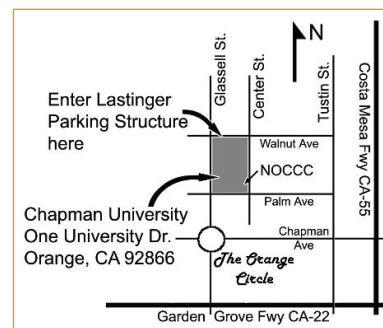 N
Glassell St.
Center St.
Tustin St.
Costa Mesa Fwy CA-55
Enter Lastinger
Parking Structure
here
Walnut Ave
NOCCC
Palm Ave
Chapman University
One University Dr.
Orange, CA 92866
Chapman
Ave
The Orange
Circle
Garden Grove Fwy CA-22